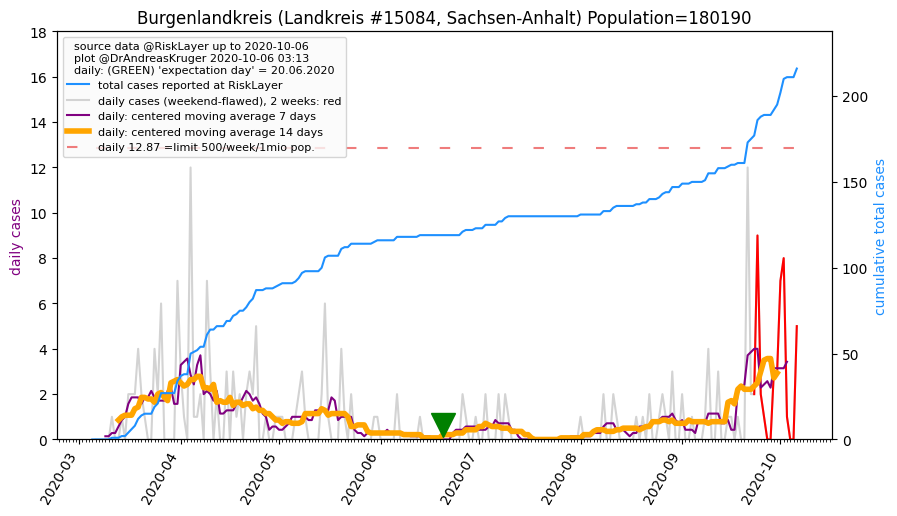 Burgenlandkreis (Landkreis #15084, Sachsen-Anhalt) Population=180190
source data @RiskLayer up to 2020-10-06
plot @DrAndreasKruger 2020-10-06 03:13
daily: (GREEN) 'expectation day' = 20.06.2020
total cases reported at RiskLayer
daily cases (weekend-flawed), 2 weeks: red
daily: centered moving average 7 days
daily: centered moving average 14 days
daily 12.87 =limit 500/week/1mio pop.
daily cases
18
16
14
12
10
8
6
4
2
0
cumulative total cases
200
150
100
50
0
2020-03
2020-04
2020-05
2020-06
2020-07
2020-08
2020-09
2020-10